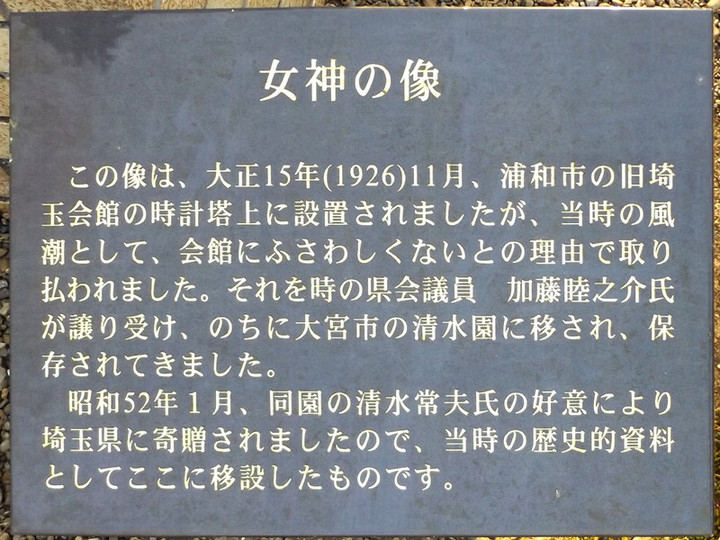 女神の像
この像は、大正15年(1926)11月、浦和市の旧埼
玉会館の時計塔上に設置されましたが、当時の風
潮として、会館にふさわしくないとの理由で取り
払われました。それを時の県会議員　加藤睦之介氏
が譲り受け、のちに大宮市の清水園に移され、保
存されてきました。
昭和52年１月、同園の清水常夫氏の好意により
埼玉県に寄贈されましたので、当時の歴史的資料
としてここに移設したものです。